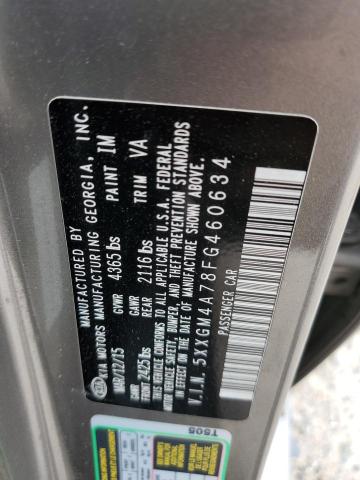 MANUFACTURED BY
KIA MOTORS MANUFACTURING GEORGIA, INC.
MAR/12/15 GVWR 4365 lbs PAINT IM
GAWR FRONT 2425 lbs GAWR REAR 2116 lbs TRIM VA
THIS VEHICLE CONFORMS TO ALL APPLICABLE U.S.A. FEDERAL
MOTOR VEHICLE SAFETY, BUMPER, AND THEFT PREVENTION STANDARDS
IN EFFECT ON THE DATE OF MANUFACTURE SHOWN ABOVE.
V.I.N. 5XXGM4A78FG460634
PASSENGER CAR
T505